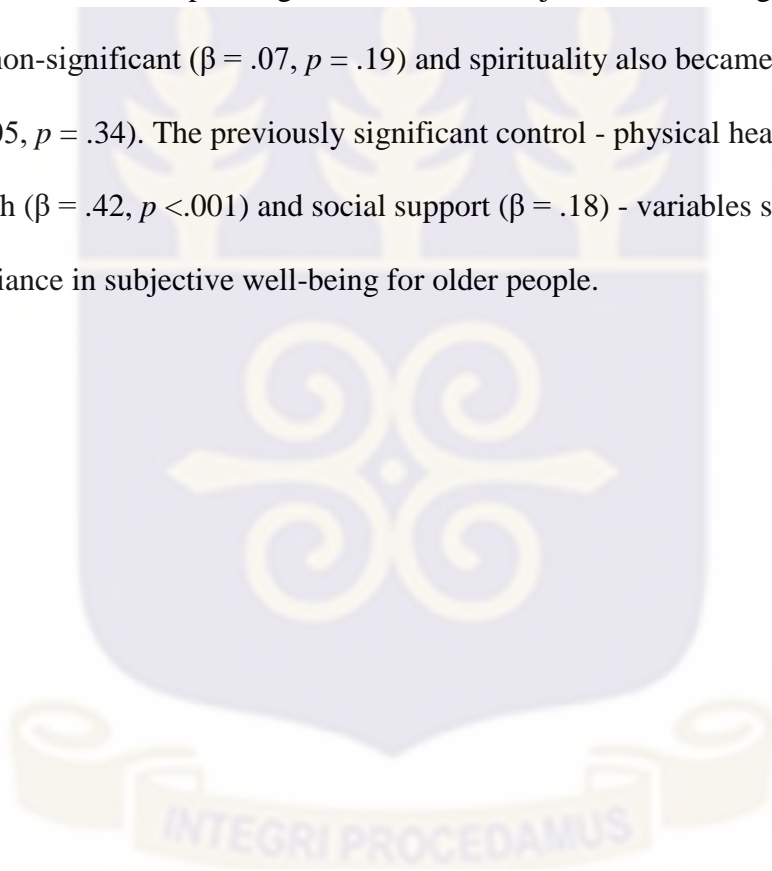 non-significant (β = .07, p = .19) and spirituality also became
05, p = .34). The previously significant control - physical hea
h (β = .42, p <.001) and social support (β = .18) - variables s
iance in subjective well-being for older people.
INTEGRI PROCEDAMUS